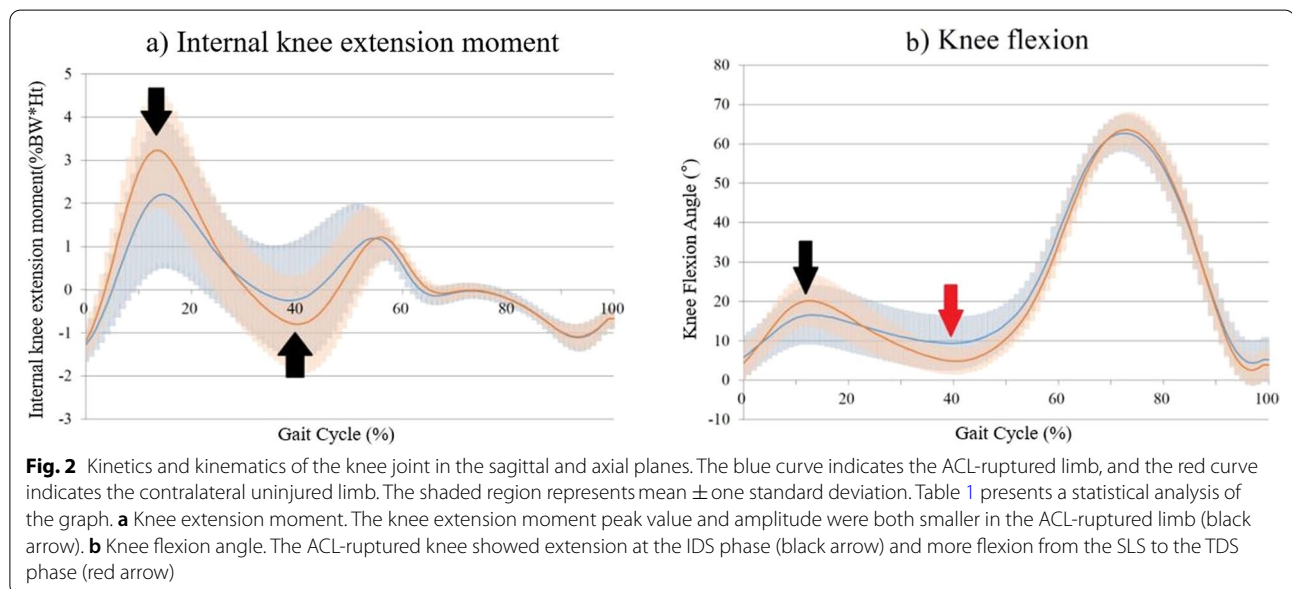 a) Internal knee extension moment
Internal knee extension moment(%BW*Ht)
5
4
3
2
1
0
-1
-2
-3
20
40
60
80
100
Gait Cycle (%)
b) Knee flexion
Knee Flexion Angle (°)
80
70
60
50
40
30
20
10
0
-10
0
20
40
60
80
100
Gait Cycle (%)
Fig. 2 Kinetics and kinematics of the knee joint in the sagittal and axial planes. The blue curve indicates the ACL-ruptured limb, and the red curve
indicates the contralateral uninjured limb. The shaded region represents mean ± one standard deviation. Table 1 presents a statistical analysis of
the graph. a Knee extension moment. The knee extension moment peak value and amplitude were both smaller in the ACL-ruptured limb (black
arrow). b Knee flexion angle. The ACL-ruptured knee showed extension at the IDS phase (black arrow) and more flexion from the SLS to the TDS
phase (red arrow)